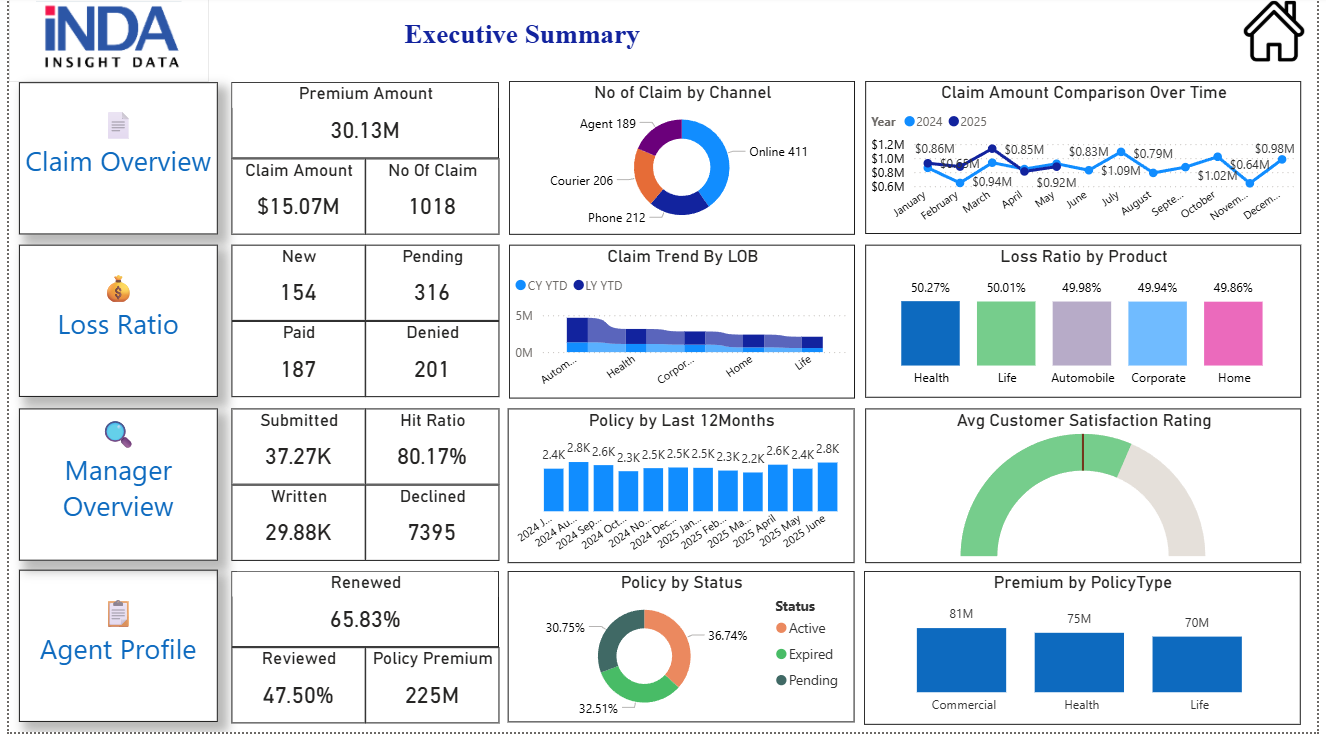 iNDA
INSIGHT DATA
Executive Summary
Claim Overview
Loss Ratio
Manager
Overview
Agent Profile
Premium Amount
30.13M
Claim Amount
$15.07M
No Of Claim
1018
New
154
Pending
316
Paid
187
Denied
201
Submitted
37.27K
Hit Ratio
80.17%
Written
29.88K
Declined
7395
Renewed
65.83%
Reviewed
47.50%
Policy Premium
225M
No of Claim by Channel
Agent 189
Online 411
Courier 206
Phone 212
Claim Amount Comparison Over Time
Year 2024 2025
$1.2M
$1.0M
$0.8M
$0.6M
$0.86M
$0.65M
$0.94M
$0.85M
$0.92M
$0.83M
$1.09M
$0.79M
$1.02M
$0.64M
$0.98M
January
February
March
April
May
June
July
August
Septe...
October
Novem...
Decem...
Claim Trend By LOB
CY YTD LY YTD
5M
0M
Autom...
Health
Corpor...
Home
Life
Loss Ratio by Product
50.27% 50.01% 49.98% 49.94% 49.86%
Health Life Automobile Corporate Home
Policy by Last 12Months
2.4K 2.8K 2.6K 2.3K 2.5K 2.5K 2.5K 2.3K 2.2K 2.6K 2.4K 2.8K
2024 J...
2024 Au...
2024 Sep...
2024 Oct...
2024 No...
2024 Dec...
2025 Jan...
2025 Feb...
2025 Ma...
2025 April
2025 May
2025 June
Avg Customer Satisfaction Rating
Policy by Status
30.75%
36.74%
32.51%
Status
Active
Expired
Pending
Premium by PolicyType
81M 75M 70M
Commercial Health Life